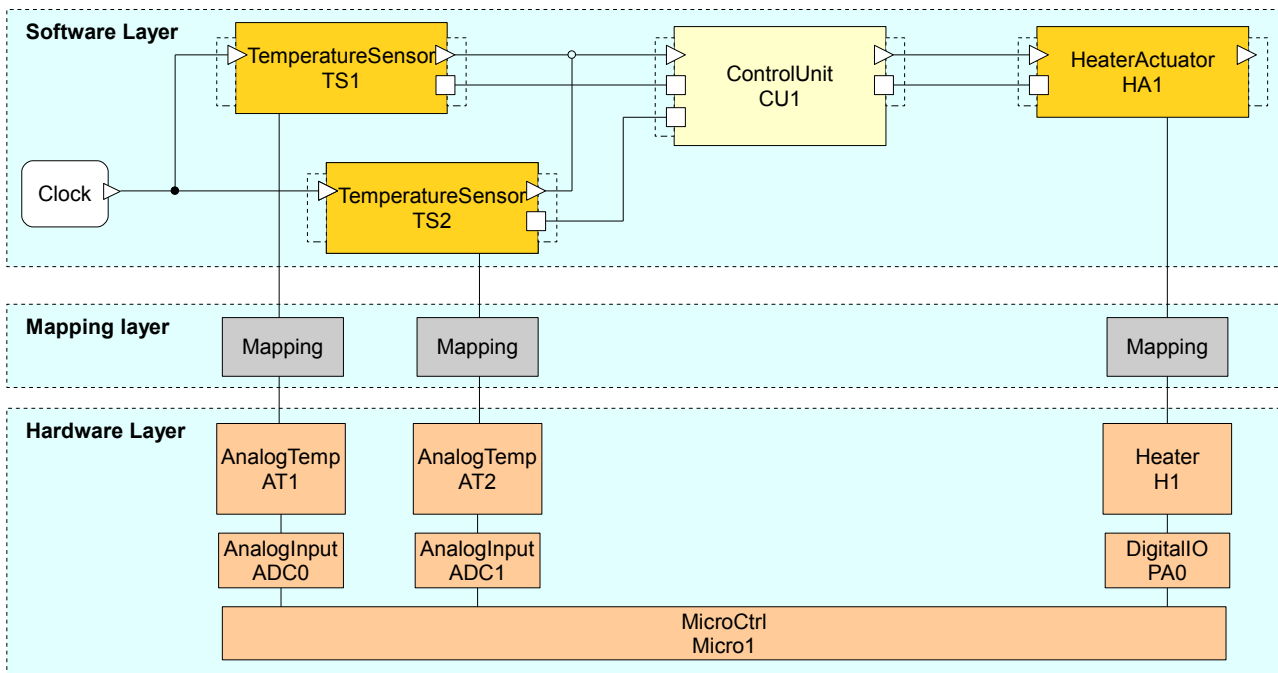 Software Layer
TemperatureSensor
TS1
ControlUnit
CU1
HeaterActuator
HA1
Clock
TemperatureSensor
TS2
Mapping layer
Mapping
Mapping
Mapping
Hardware Layer
AnalogTemp
AT1
AnalogTemp
AT2
Heater
H1
AnalogInput
ADC0
AnalogInput
ADC1
DigitalIO
PA0
MicroCtrl
Micro1